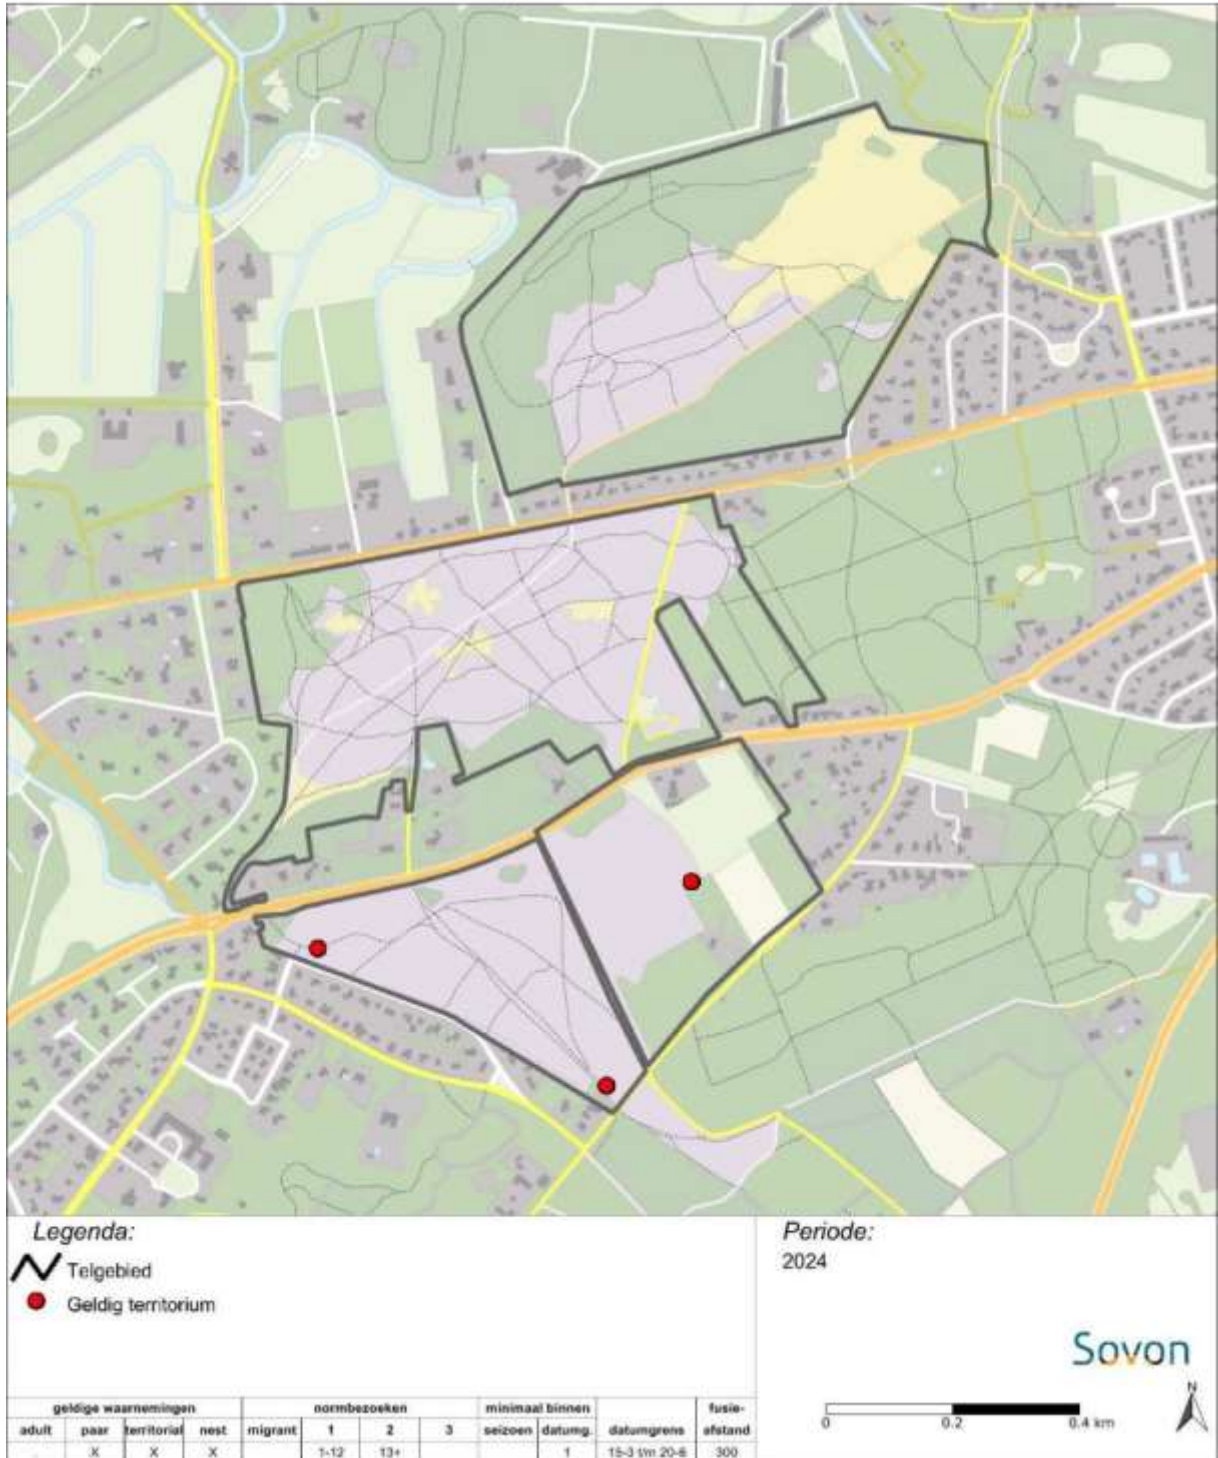 Legenda:
Telgebied
Geldig territorium
Periode:
2024
Sovon
N
0 0.2 0.4 km
geldige waarnemingen normbezoeken minimaal binnen fusie-
adult paar territorial nest migrant 1 2 3 seizoen datumg. datumgrens afstand
. X X X 1-12 13+ 1 15-3 t/m 20-6 300